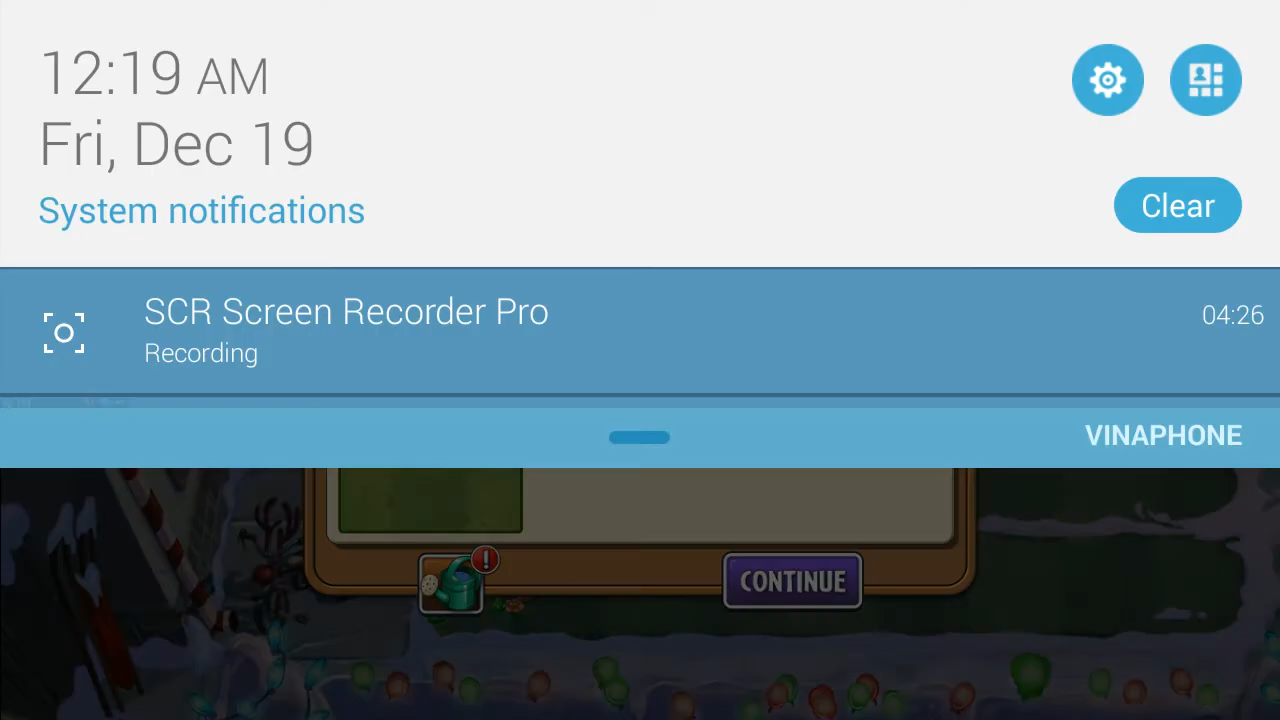 12:19 AM
Fri, Dec 19
System notifications
Clear
SCR Screen Recorder Pro
04:26
Recording
VINAPHONE
!
CONTINUE